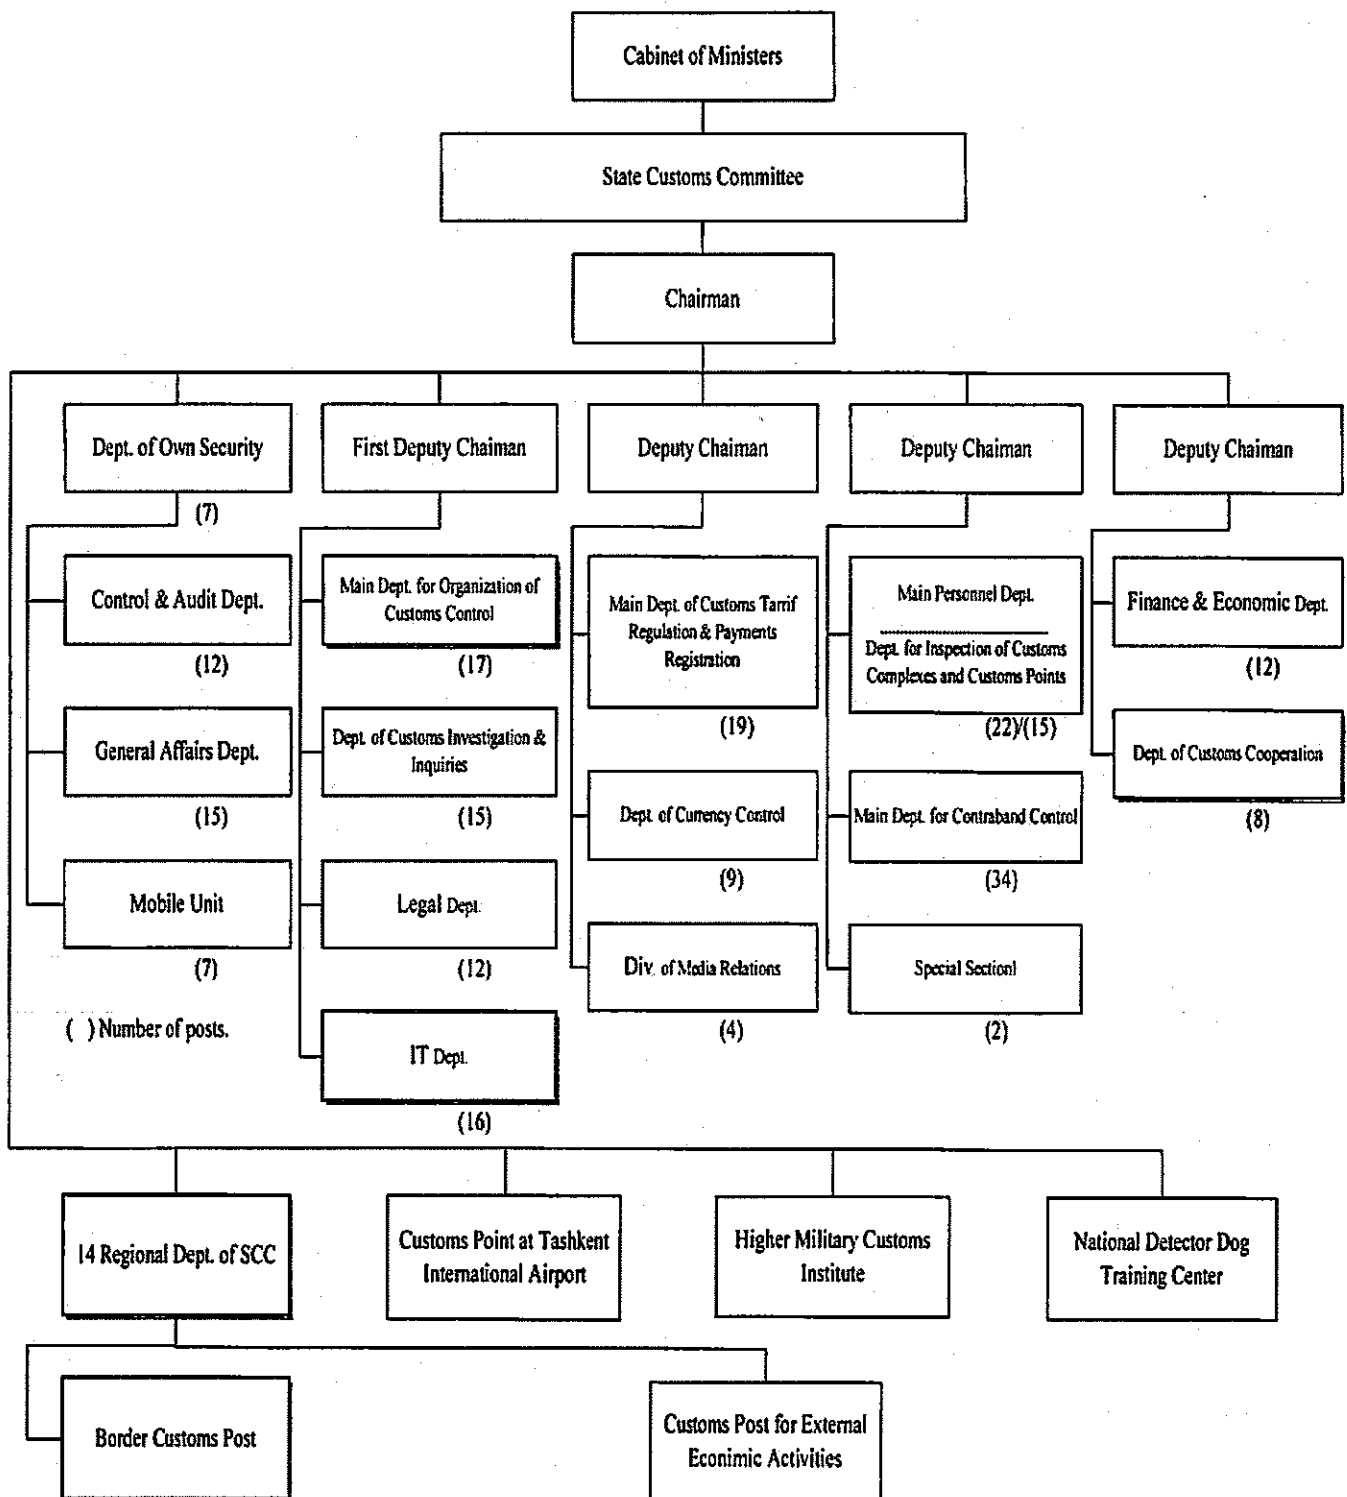 Cabinet of Ministers
State Customs Committee
Chairman
Dept. of Own Security
(7)
First Deputy Chaiman
Deputy Chaiman
Deputy Chaiman
Deputy Chaiman
Control & Audit Dept.
(12)
General Affairs Dept.
(15)
Mobile Unit
(7)
( ) Number of posts.
Main Dept. for Organization of
Customs Control
(17)
Dept. of Customs Investigation &
Inquiries
(15)
Legal Dept.
(12)
IT Dept.
(16)
Main Dept. of Customs Tarrif
Regulation & Payments
Registration
(19)
Dept. of Currency Control
(9)
Div. of Media Relations
(4)
Main Personnel Dept.
Dept. for Inspection of Customs
Complexes and Customs Points
(22)/(15)
Main Dept. for Contraband Control
(34)
Special Sectionl
(2)
Finance & Economic Dept.
(12)
Dept. of Customs Cooperation
(8)
14 Regional Dept. of SCC
Customs Point at Tashkent
International Airport
Higher Military Customs
Institute
National Detector Dog
Training Center
Border Customs Post
Customs Post for External
Econimic Activities